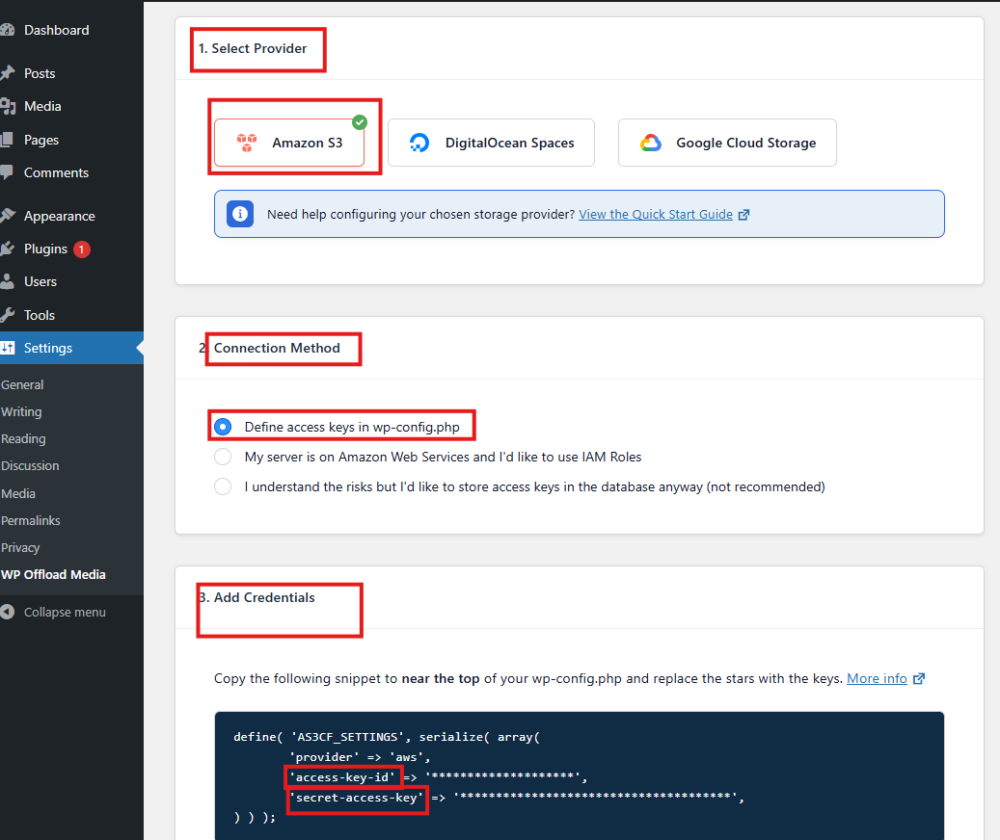 Dashboard
Posts
Media
Pages
Comments
Appearance
Plugins 1
Users
Tools
Settings
General
Writing
Reading
Discussion
Media
Permalinks
Privacy
WP Offload Media
Collapse menu
1. Select Provider
Amazon S3
DigitalOcean Spaces
Google Cloud Storage
Need help configuring your chosen storage provider? View the Quick Start Guide
2. Connection Method
Define access keys in wp-config.php
My server is on Amazon Web Services and I'd like to use IAM Roles
I understand the risks but I'd like to store access keys in the database anyway (not recommended)
3. Add Credentials
Copy the following snippet to near the top of your wp-config.php and replace the stars with the keys. More info
define( 'AS3CF_SETTINGS', serialize( array(
'provider' => 'aws',
'access-key-id' => '********************',
'secret-access-key' => '**************************************',
) ) );